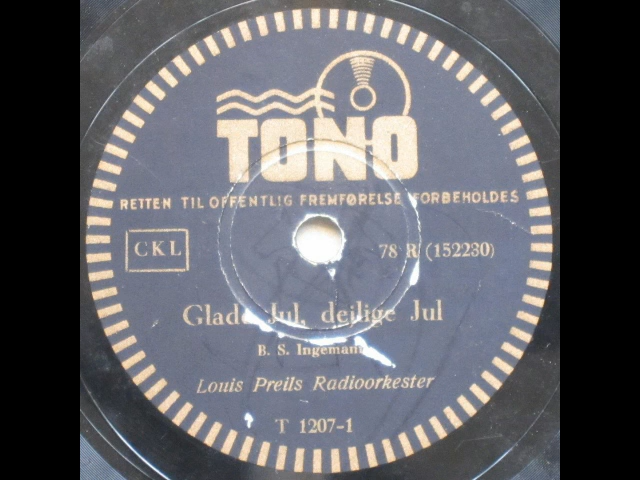 TONO
RETTEN TIL OFFENTLIG FREMFØRELSE FORBEHOLDES
CKL
78 R (152230)
Glade Jul, dejlige Jul
B. S. Ingemann
Louis Preils Radioorkester
T 1207-1